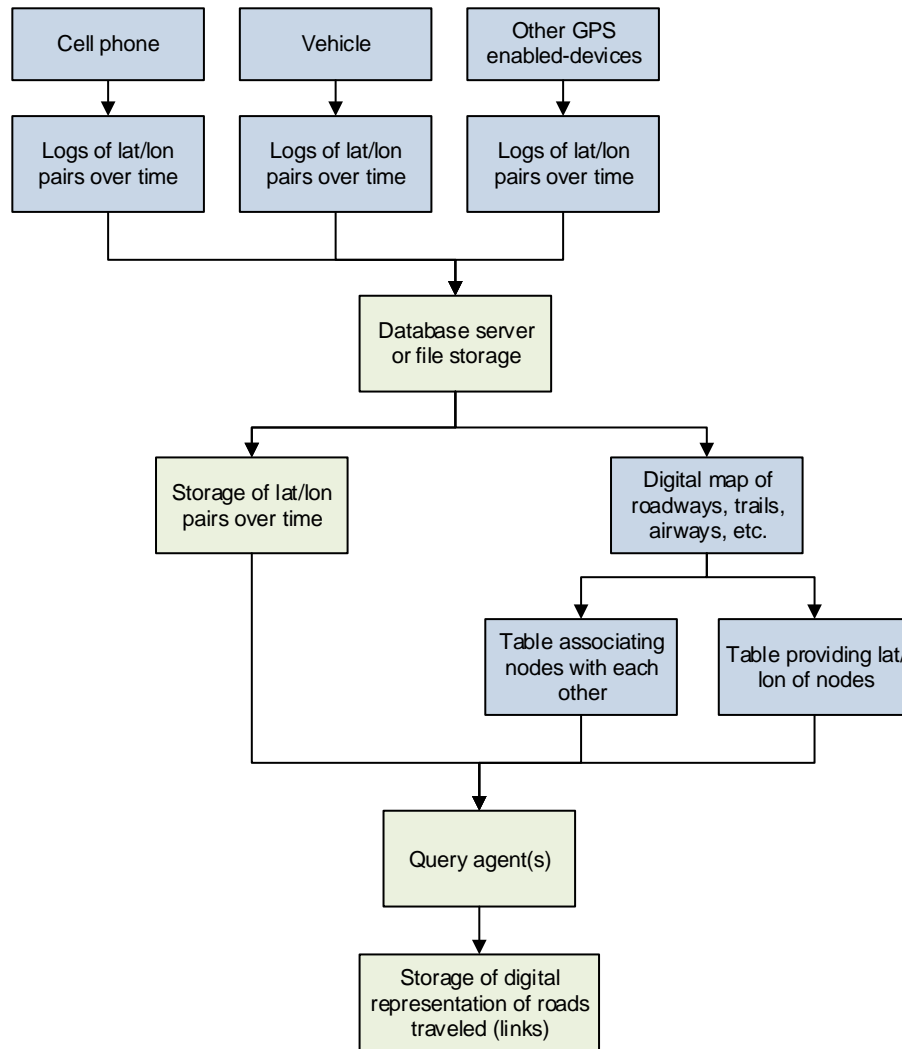 Cell phone
Vehicle
Other GPS
enabled-devices
Logs of lat/lon
pairs over time
Logs of lat/lon
pairs over time
Logs of lat/lon
pairs over time
Database server
or file storage
Storage of lat/lon
pairs over time
Digital map of
roadways, trails,
airways, etc.
Table associating
nodes with each
other
Table providing lat/
lon of nodes
Query agent(s)
Storage of digital
representation of roads
traveled (links)